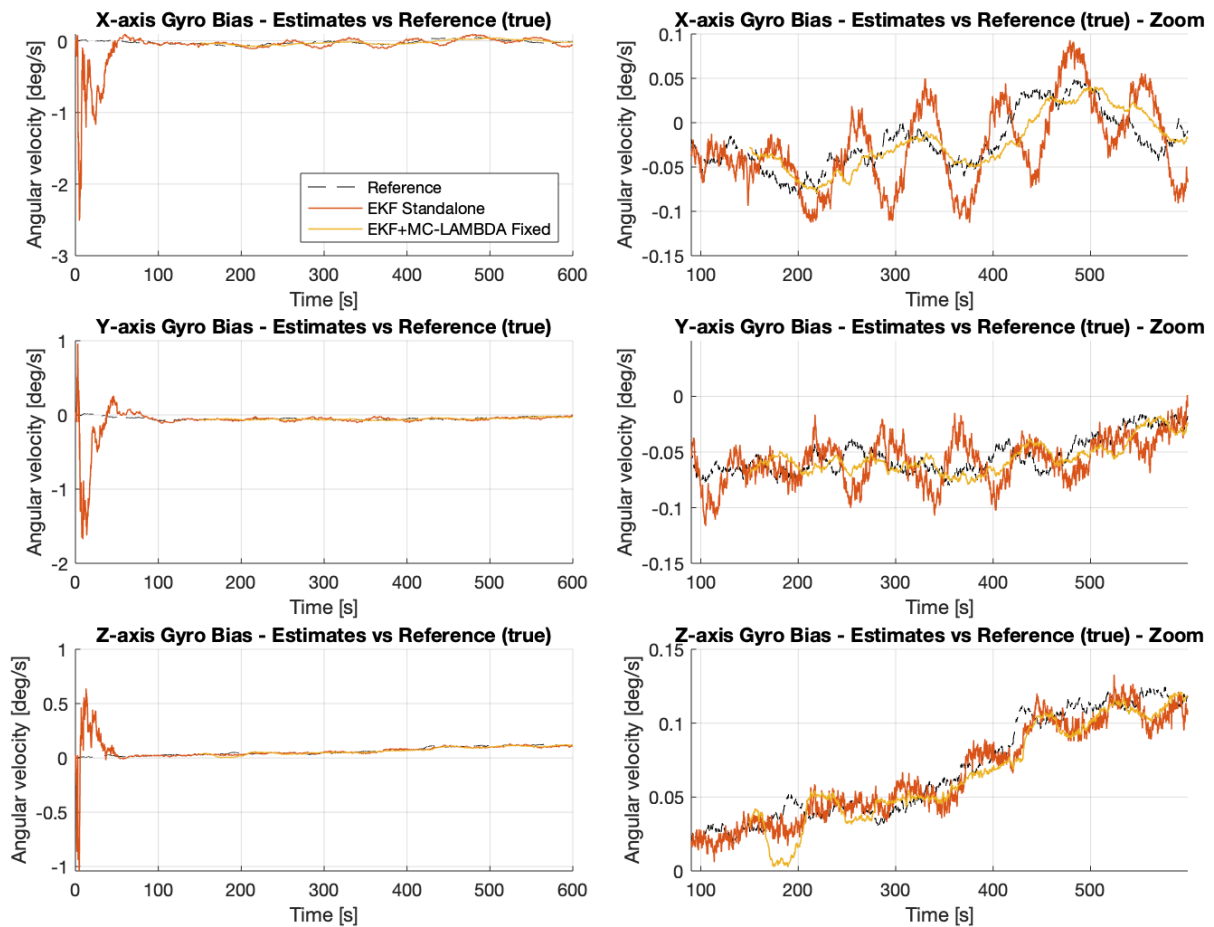 X-axis Gyro Bias - Estimates vs Reference (true)
0
-1
-2
-3
Angular velocity [deg/s]
Reference
EKF Standalone
EKF+MC-LAMBDA Fixed
0 100 200 300 400 500 600
Time [s]
X-axis Gyro Bias - Estimates vs Reference (true) - Zoom
0.1
0.05
0
-0.05
-0.1
-0.15
Angular velocity [deg/s]
100 200 300 400 500
Time [s]
Y-axis Gyro Bias - Estimates vs Reference (true)
1
0
-1
-2
Angular velocity [deg/s]
0 100 200 300 400 500 600
Time [s]
Y-axis Gyro Bias - Estimates vs Reference (true) - Zoom
0
-0.05
-0.1
-0.15
Angular velocity [deg/s]
100 200 300 400 500
Time [s]
Z-axis Gyro Bias - Estimates vs Reference (true)
1
0.5
0
-0.5
-1
Angular velocity [deg/s]
0 100 200 300 400 500 600
Time [s]
Z-axis Gyro Bias - Estimates vs Reference (true) - Zoom
0.15
0.1
0.05
0
Angular velocity [deg/s]
100 200 300 400 500
Time [s]